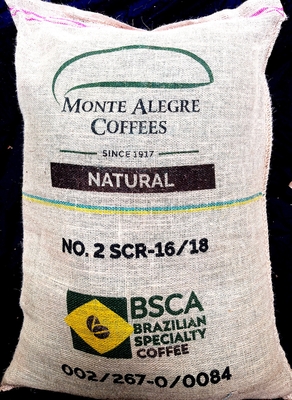 MONTE ALEGRE
COFFEES
SINCE 1917
NATURAL
NO. 2 SCR-16/18
BSCA
BRAZILIAN
SPECIALTY
COFFEE
002/267-0/0084